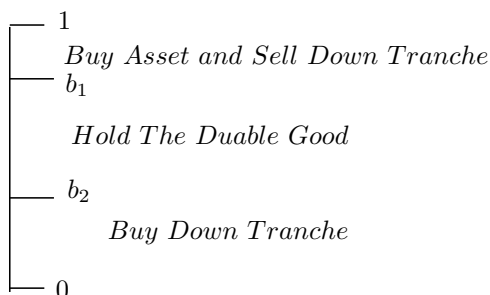 1
Buy Asset and Sell Down Tranche
b₁
Hold The Duable Good
b₂
Buy Down Tranche
0